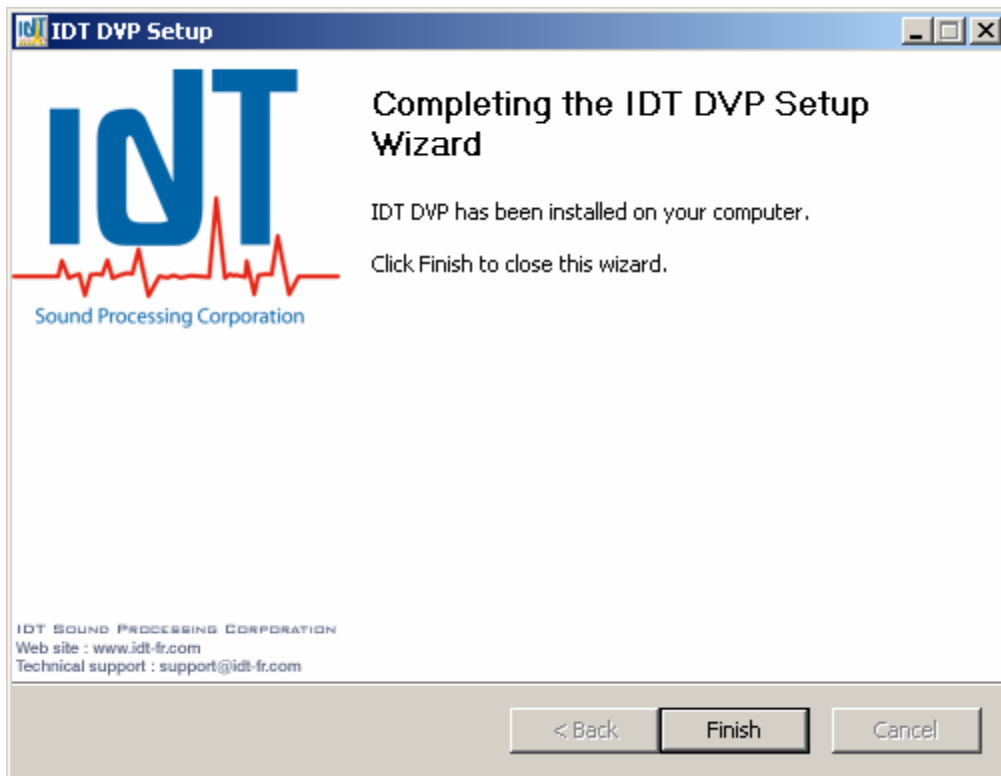 IDT DVP Setup
IDT
Sound Processing Corporation
Completing the IDT DVP Setup
Wizard
IDT DVP has been installed on your computer.
Click Finish to close this wizard.
IDT SOUND PROCESSING CORPORATION
Web site : www.idt-fr.com
Technical support : support@idt-fr.com
< Back
Finish
Cancel